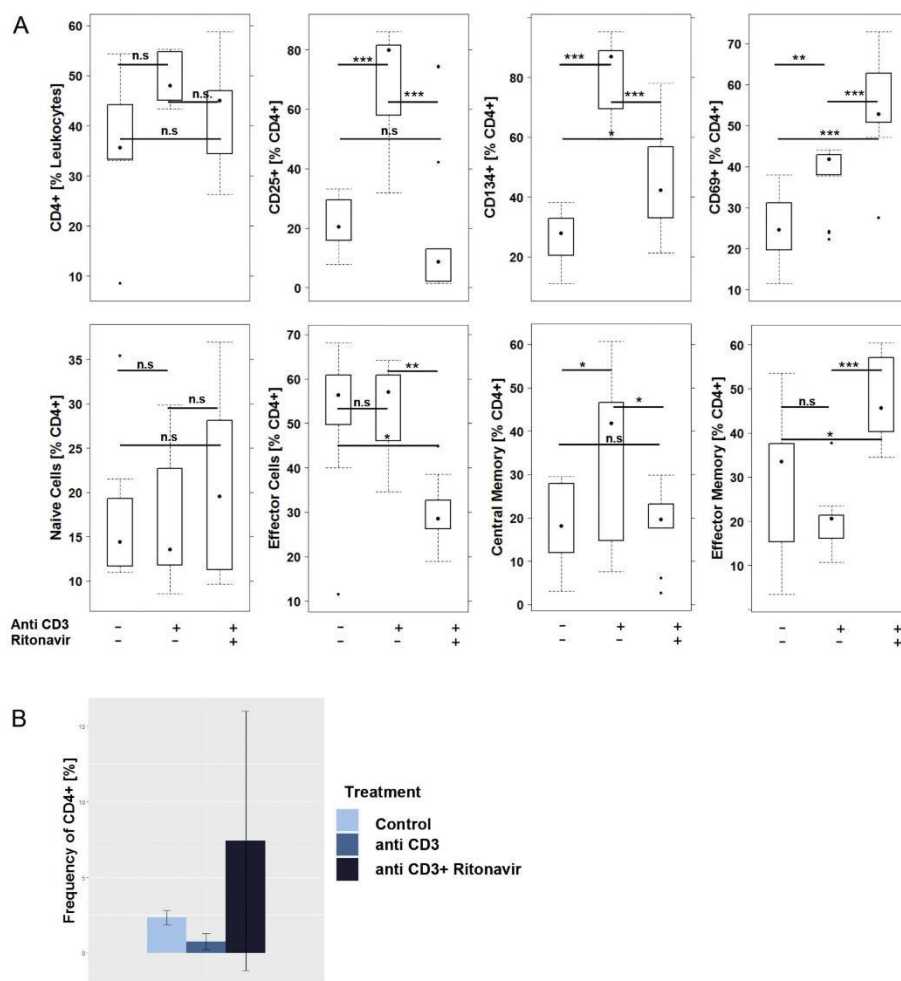 A
CD4+ [% Leukocytes]
60
50
40
30
20
10
n.s
n.s.
n.s
CD25+ [% CD4+]
80
60
40
20
0
***
***
n.s
CD134+ [% CD4+]
80
60
40
20
***
***
*
CD69+ [% CD4+]
70
60
50
40
30
20
10
**
***
***
Naive Cells [% CD4+]
35
30
25
20
15
10
n.s
n.s
n.s
Effector Cells [% CD4+]
70
60
50
40
30
20
10
**
n.s
*
Central Memory [% CD4+]
60
50
40
30
20
10
0
*
*
n.s
Effector Memory [% CD4+]
60
50
40
30
20
10
***
n.s
*
Anti CD3 - + + - + + - + + - + +
Ritonavir - - + - - + - - + - - +
B
Frequency of CD4+ [%]
15
10
5
0
Treatment
Control
anti CD3
anti CD3+ Ritonavir